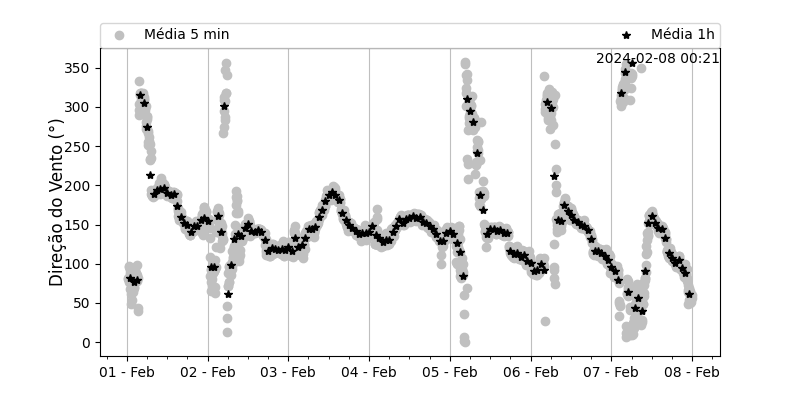 Média 5 min
Média 1h
2024-02-08 00:21
Direção do Vento (°)
350
300
250
200
150
100
50
0
01 - Feb
02 - Feb
03 - Feb
04 - Feb
05 - Feb
06 - Feb
07 - Feb
08 - Feb